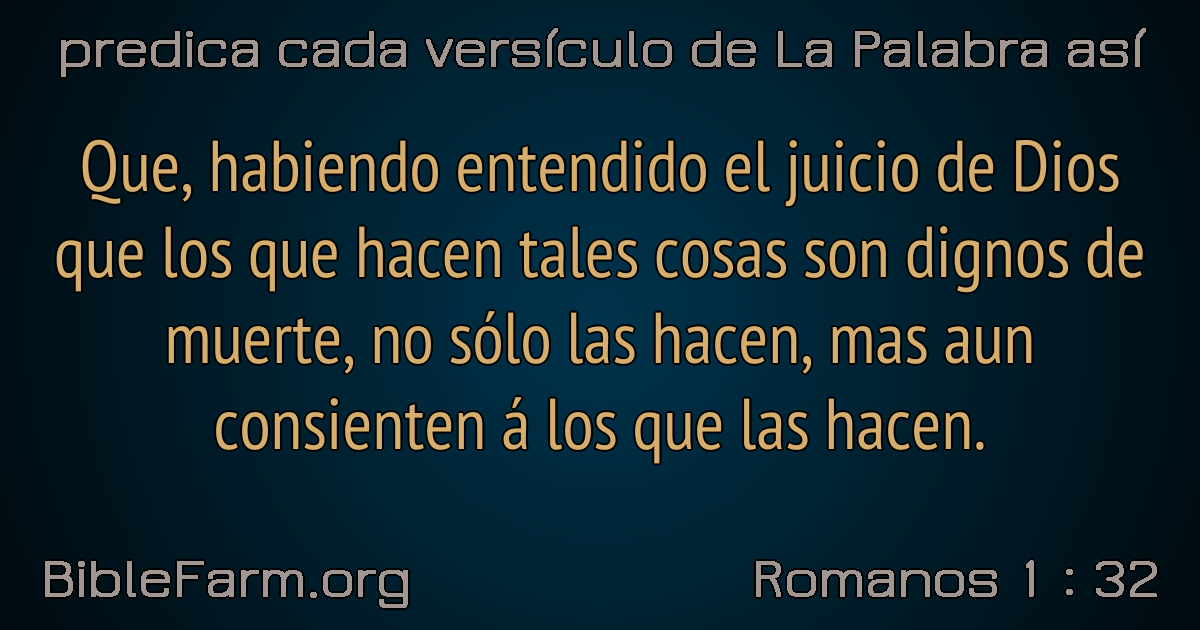 predica cada versículo de La Palabra así
Que, habiendo entendido el juicio de Dios
que los que hacen tales cosas son dignos de
muerte, no sólo las hacen, mas aun
consienten á los que las hacen.
BibleFarm.org
Romanos 1 : 32